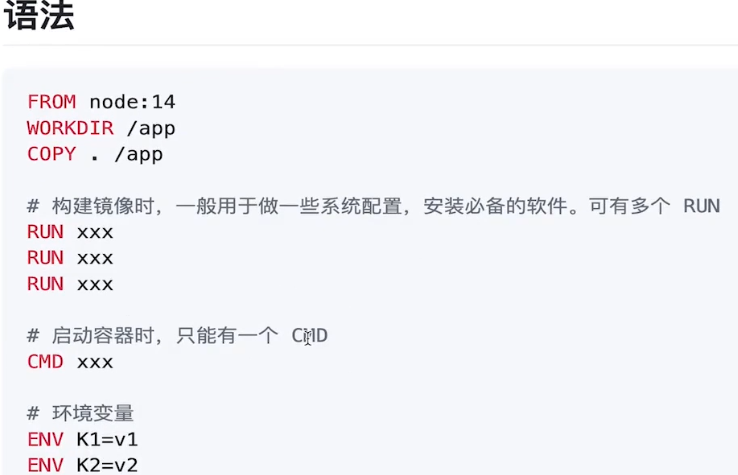 语法
FROM node:14
WORKDIR /app
COPY . /app
# 构建镜像时，一般用于做一些系统配置，安装必备的软件。可有多个 RUN
RUN xxx
RUN xxx
RUN xxx
# 启动容器时，只能有一个 CMD
CMD xxx
# 环境变量
ENV K1=v1
ENV K2=v2